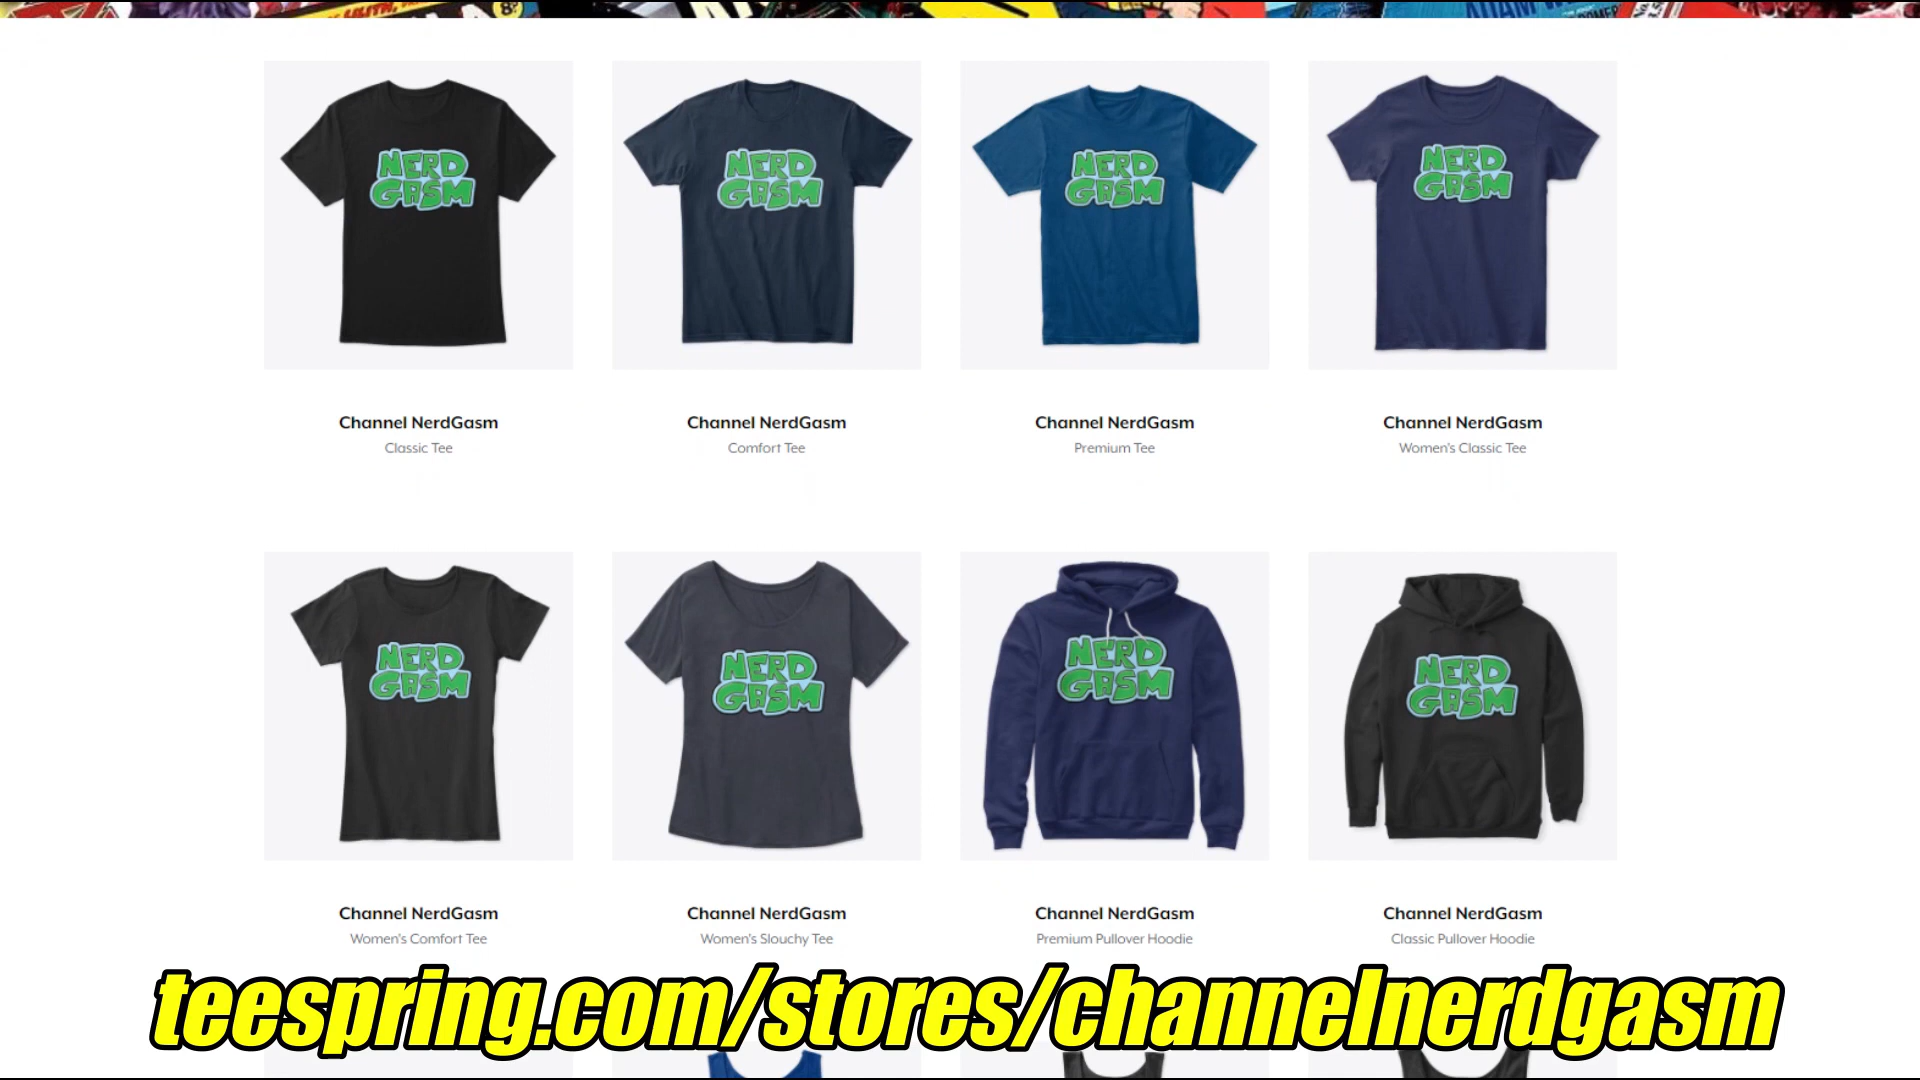 NERD
GASM
NERD
GASM
NERD
GASM
NERD
GASM
Channel NerdGasm
Classic Tee
Channel NerdGasm
Comfort Tee
Channel NerdGasm
Premium Tee
Channel NerdGasm
Women's Classic Tee
NERD
GASM
NERD
GASM
NERD
GASM
NERD
GASM
Channel NerdGasm
Women's Comfort Tee
Channel NerdGasm
Women's Slouchy Tee
Channel NerdGasm
Premium Pullover Hoodie
Channel NerdGasm
Classic Pullover Hoodie
teespring.com/stores/channelnerdgasm